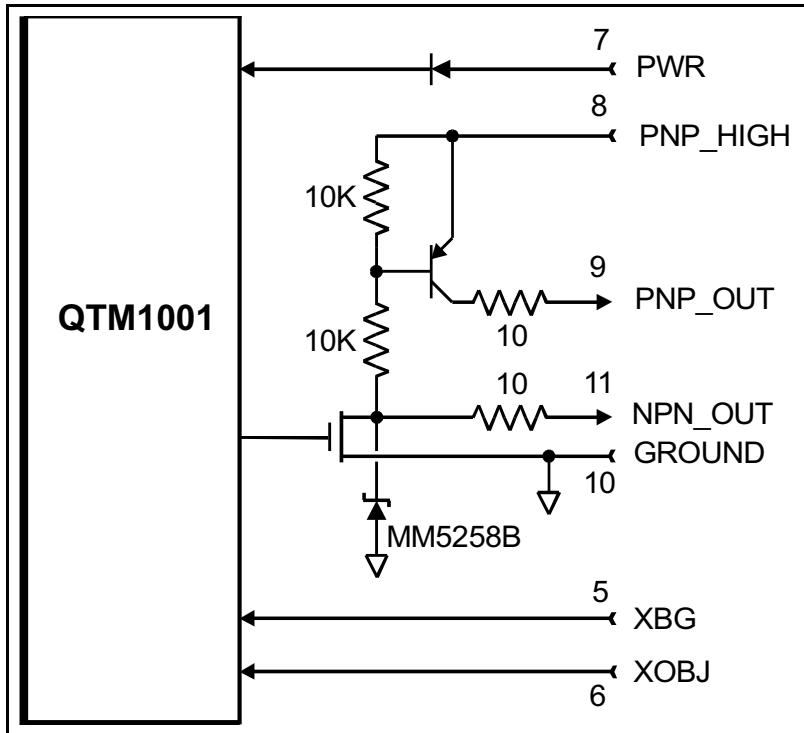 7
PWR
8
PNP_HIGH
10K
9
QTM1001
PNP_OUT
10K
10
10
11
NPN_OUT
GROUND
10
MM5258B
5
XBG
XOBJ
6